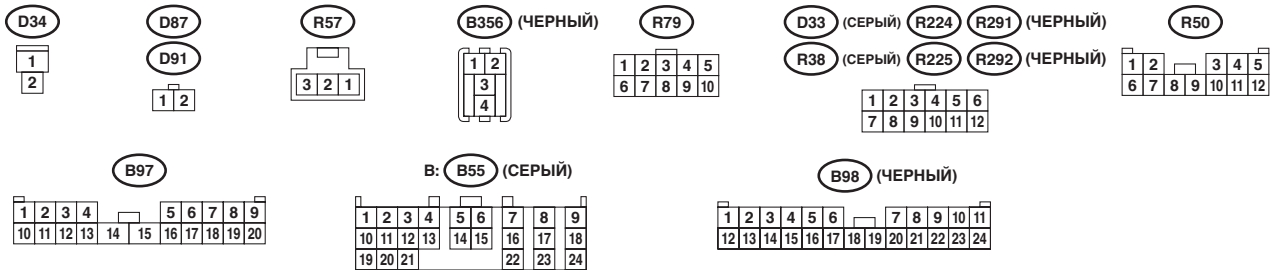 D34 D87 R57 B356 (ЧЕРНЫЙ) R79 D33 (СЕРЫЙ) R224 R291 (ЧЕРНЫЙ) R50
D91 R38 (СЕРЫЙ) R225 R292 (ЧЕРНЫЙ)
1
2
1 2
3 2 1
1 2
3
4
1 2 3 4 5
6 7 8 9 10
1 2 3 4 5 6
7 8 9 10 11 12
1 2 3 4 5
6 7 8 9 10 11 12
B97 B: B55 (СЕРЫЙ) B98 (ЧЕРНЫЙ)
1 2 3 4 5 6 7 8 9
10 11 12 13 14 15 16 17 18 19 20
1 2 3 4 5 6 7 8 9
10 11 12 13 14 15 16 17 18
19 20 21 22 23 24
1 2 3 4 5 6 7 8 9 10 11
12 13 14 15 16 17 18 19 20 21 22 23 24